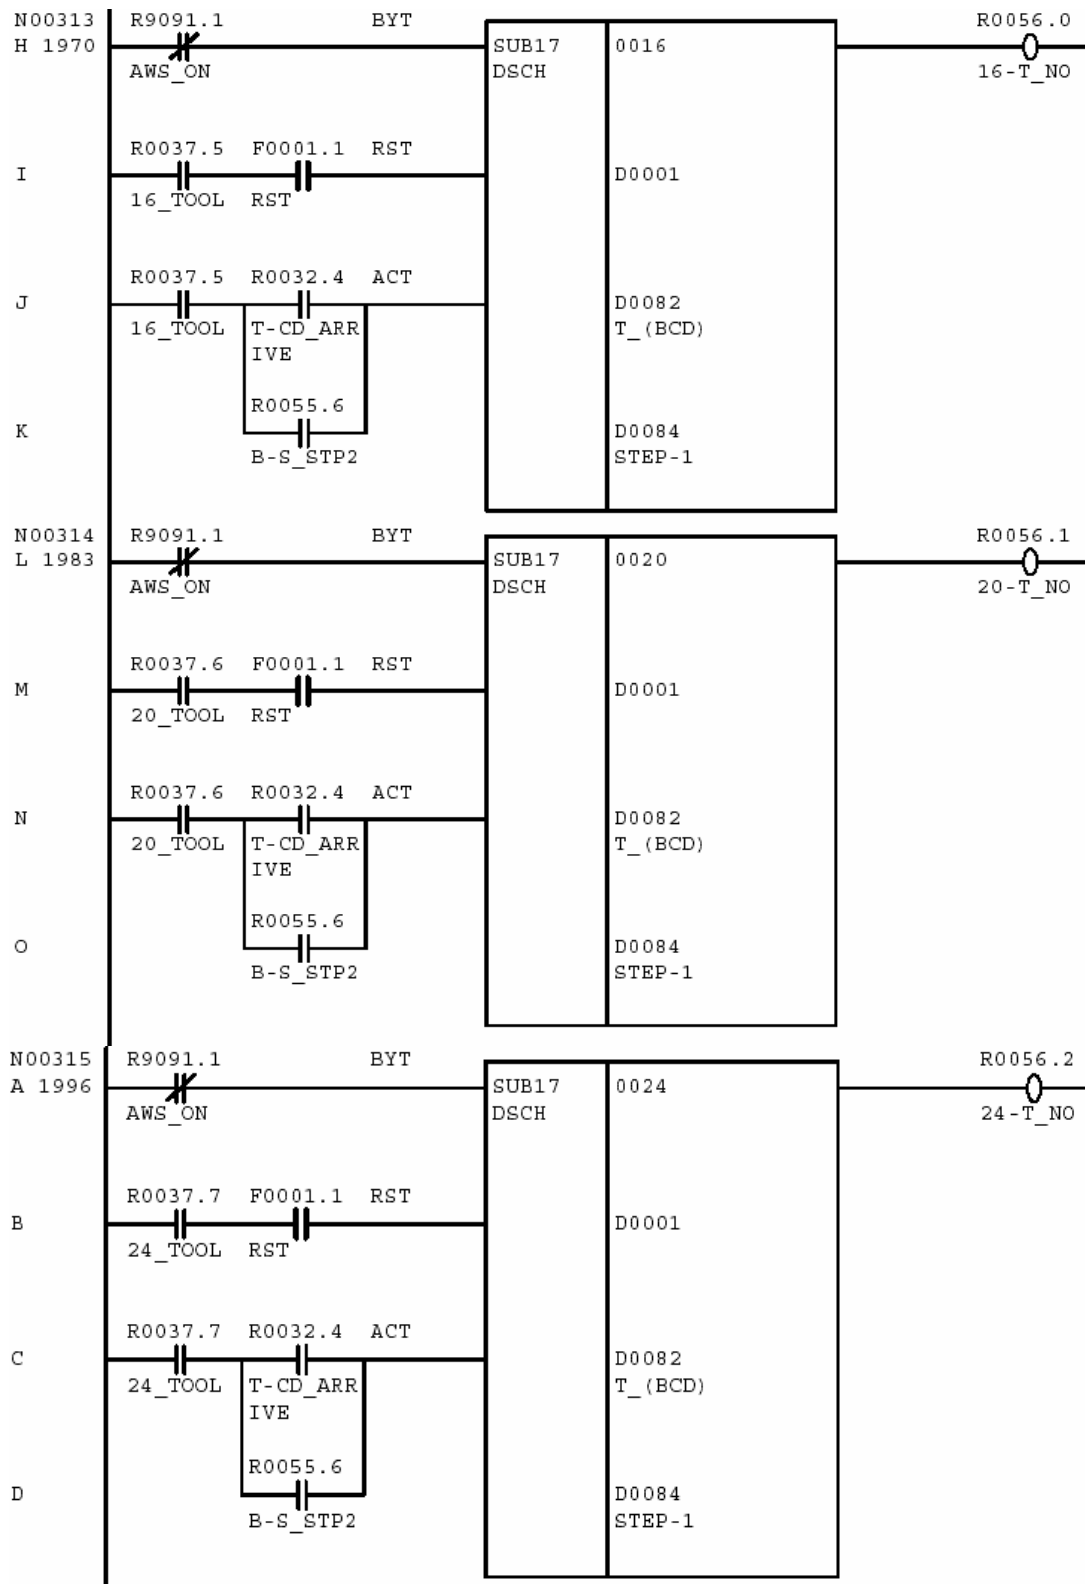 N00313 R9091.1 BYT R0056.0
H 1970 SUB17 0016
AWS_ON DSCH 16-T_NO
R0037.5 F0001.1 RST
I D0001
16_TOOL RST
R0037.5 R0032.4 ACT
J D0082
16_TOOL T-CD_ARR T_(BCD)
IVE
R0055.6
K D0084
B-S_STP2 STEP-1
N00314 R9091.1 BYT R0056.1
L 1983 SUB17 0020
AWS_ON DSCH 20-T_NO
R0037.6 F0001.1 RST
M D0001
20_TOOL RST
R0037.6 R0032.4 ACT
N D0082
20_TOOL T-CD_ARR T_(BCD)
IVE
R0055.6
O D0084
B-S_STP2 STEP-1
N00315 R9091.1 BYT R0056.2
A 1996 SUB17 0024
AWS_ON DSCH 24-T_NO
R0037.7 F0001.1 RST
B D0001
24_TOOL RST
R0037.7 R0032.4 ACT
C D0082
24_TOOL T-CD_ARR T_(BCD)
IVE
R0055.6
D D0084
B-S_STP2 STEP-1